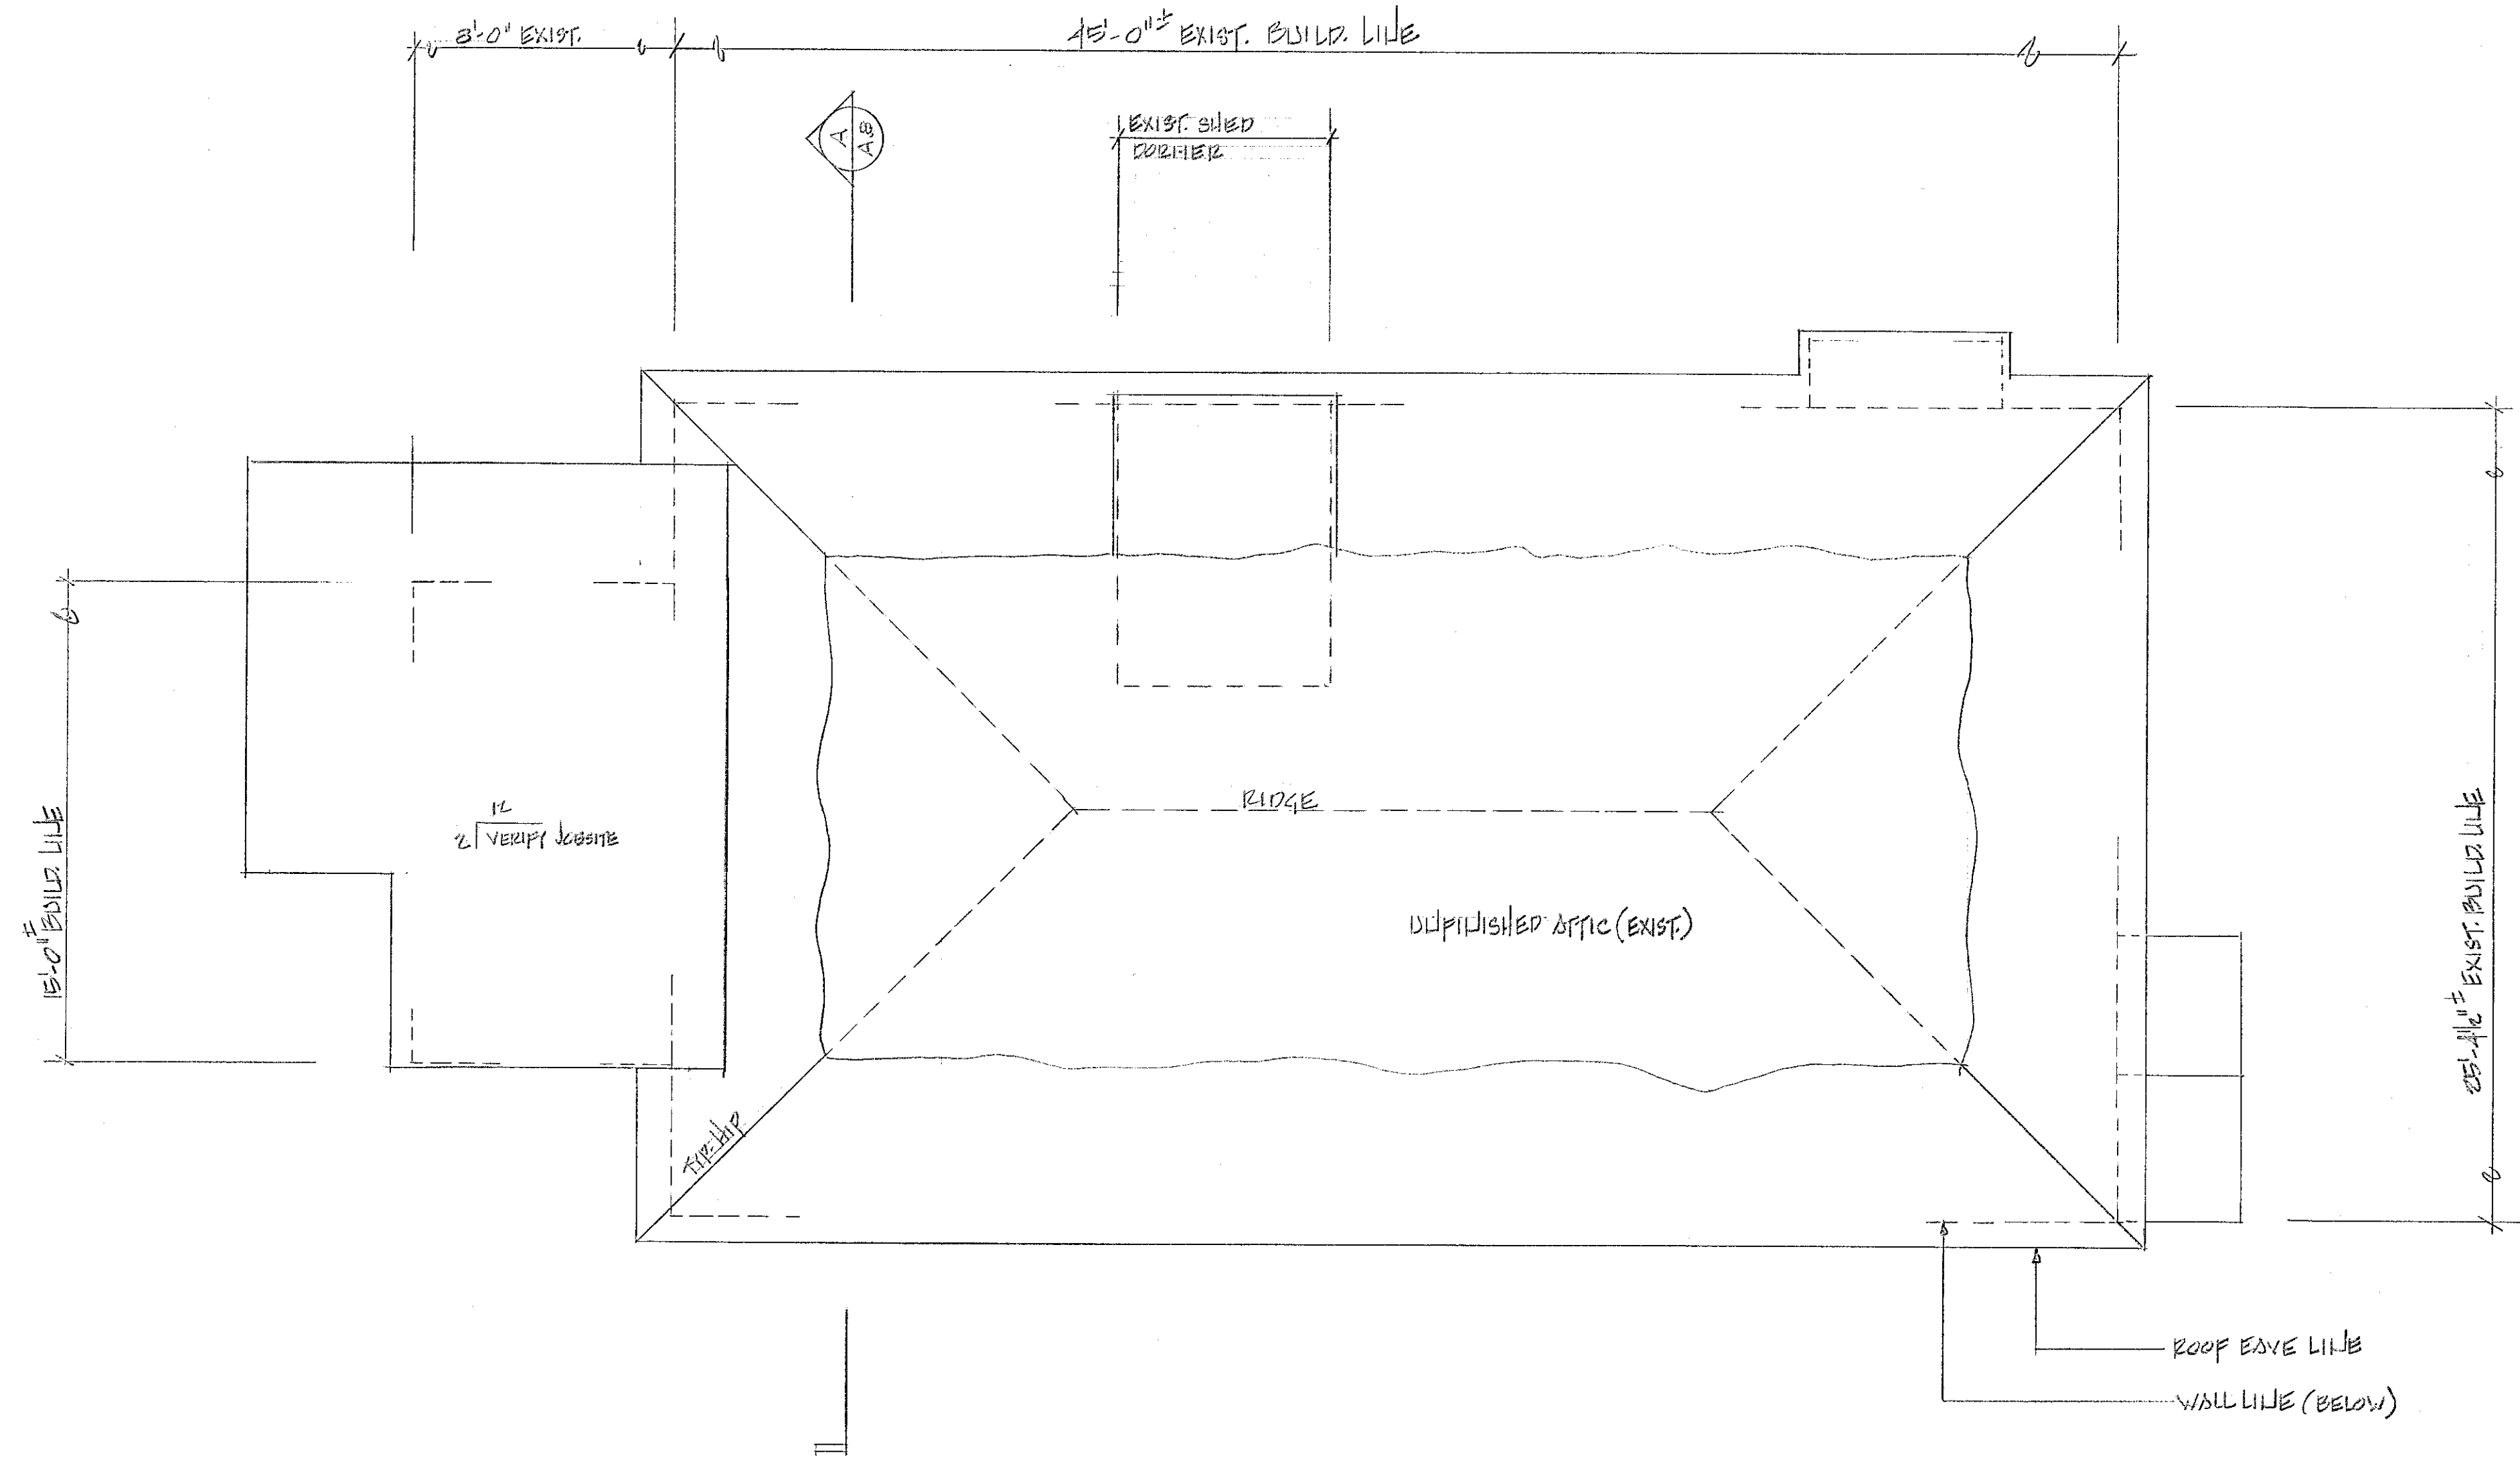 8'-0" EXIST.
45'-0"± EXIST. BUILD. LINE
A
A8
EXIST. SHED
DORMER
12
2 VERIFY JOBSITE
15'-0"± BUILD. LINE
RIDGE
UNFINISHED ATTIC (EXIST.)
25'-4½"± EXIST. BUILD. LINE
TYP. HIP
ROOF EAVE LINE
WALL LINE (BELOW)